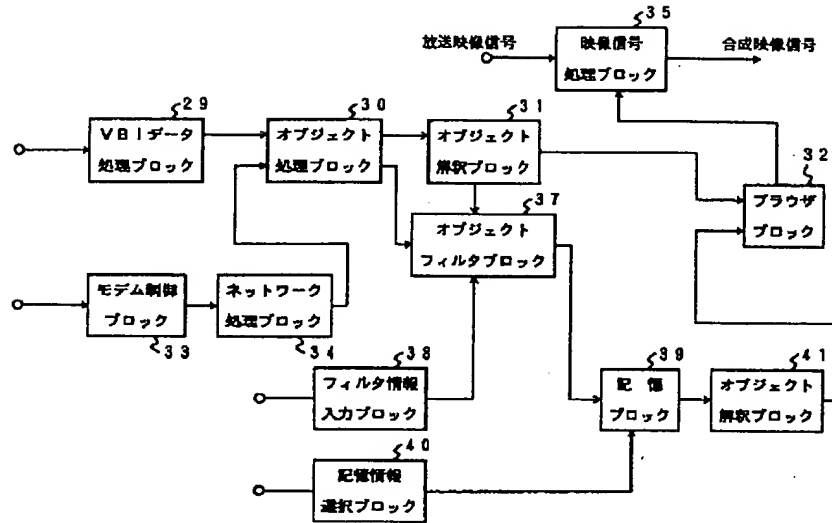 35
放送映像信号
映像信号
処理ブロック
合成映像信号
29
VBIデータ
処理ブロック
30
オブジェクト
処理ブロック
31
オブジェクト
解釈ブロック
32
ブラウザ
ブロック
37
オブジェクト
フィルタブロック
モデム制御
ブロック
33
ネットワーク
処理ブロック
34
38
フィルタ情報
入力ブロック
39
記憶
ブロック
41
オブジェクト
解釈ブロック
40
記憶情報
選択ブロック